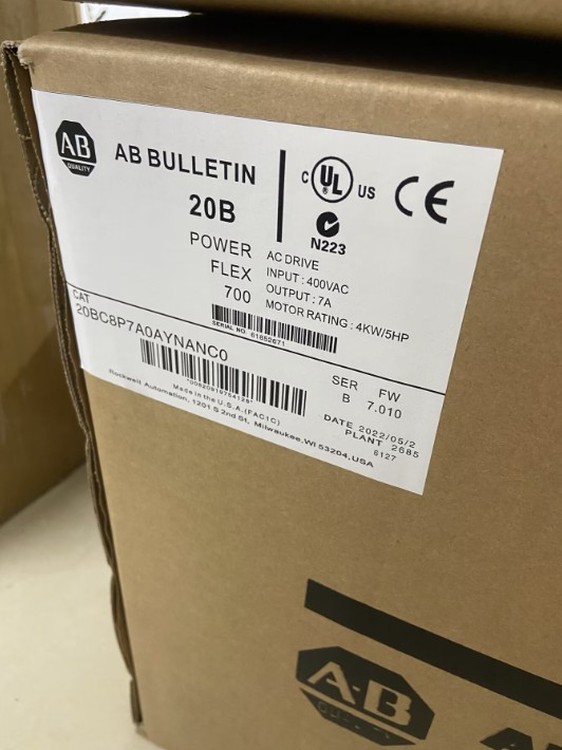 AB
QUALITY
AB BULLETIN
20B
POWER
FLEX
700
C UL US
®
CE
N223
AC DRIVE
INPUT : 400VAC
OUTPUT : 7A
MOTOR RATING : 4KW/5HP
SERIAL NO. 61852671
CAT
20BC8P7A0AYNANC0
SER FW
B 7.010
Made in the U.S.A.(FAC1C)
Rockwell Automation, 1201 S 2nd St. Milwaukee,WI 53204,USA
DATE 2022/05/2
PLANT 2685
6127
A-B
QUALITY